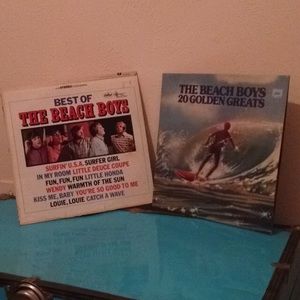 STEREO
BEST OF
THE BEACH BOYS
SURFIN' U.S.A. SURFER GIRL
IN MY ROOM LITTLE DEUCE COUPE
FUN, FUN, FUN LITTLE HONDA
WENDY WARMTH OF THE SUN
KISS ME, BABY YOU'RE SO GOOD TO ME
LOUIE, LOUIE CATCH A WAVE
THE BEACH BOYS
20 GOLDEN GREATS